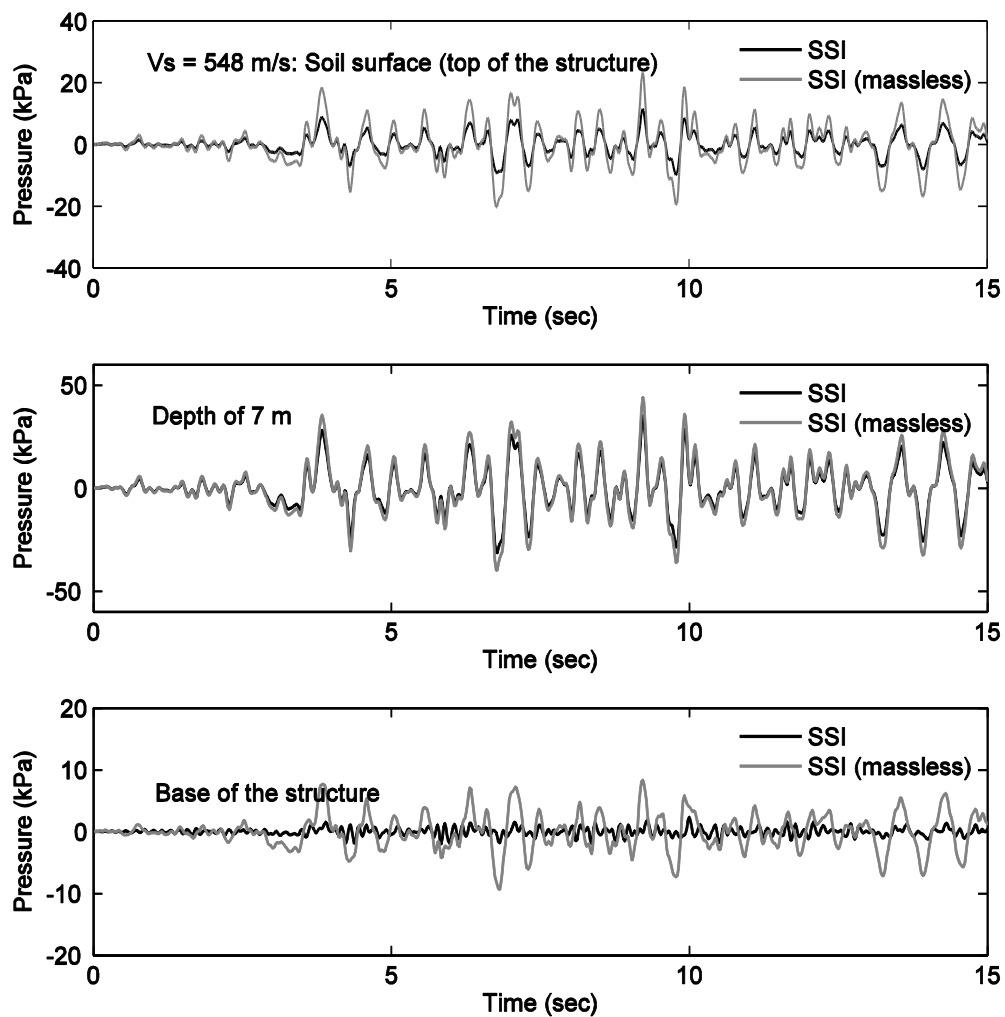 40
20
0
-20
-40
Pressure (kPa)
Vs = 548 m/s: Soil surface (top of the structure)
SSI
SSI (massless)
0 5 10 15
Time (sec)
50
0
-50
Pressure (kPa)
Depth of 7 m
SSI
SSI (massless)
0 5 10 15
Time (sec)
20
10
0
-10
-20
Pressure (kPa)
Base of the structure
SSI
SSI (massless)
0 5 10 15
Time (sec)